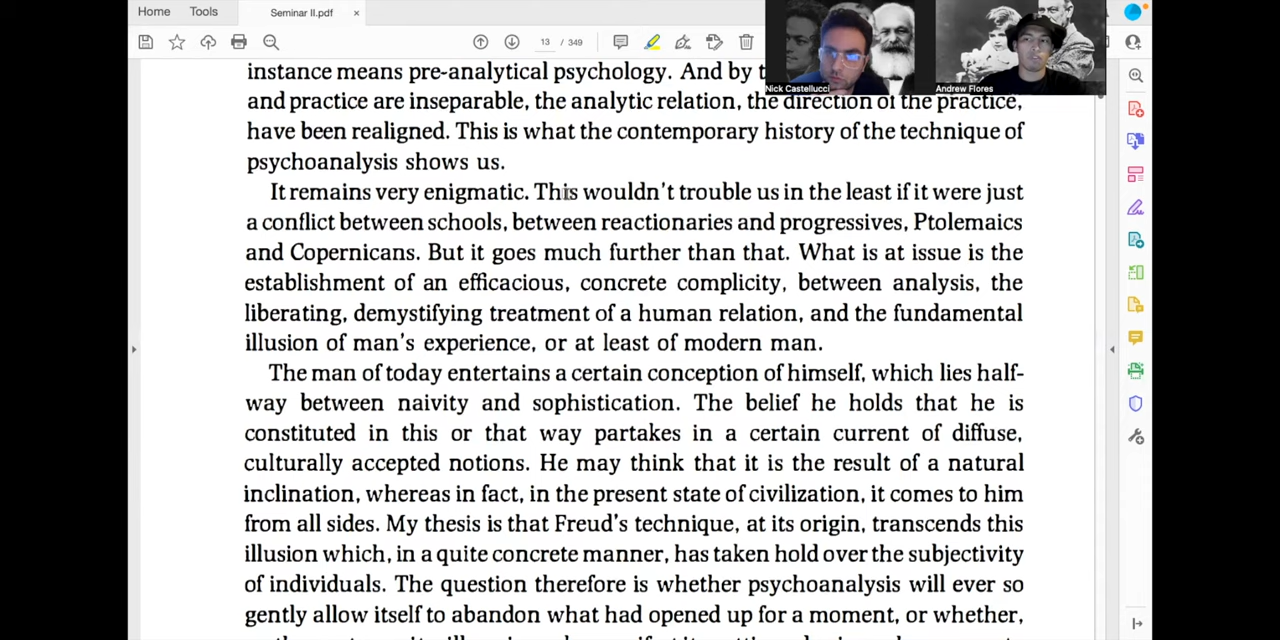 Home Tools Seminar II.pdf ×
13 / 349
instance means pre-analytical psychology. And by t
and practice are inseparable, the analytic relation, the direction of the practice,
have been realigned. This is what the contemporary history of the technique of
psychoanalysis shows us.
It remains very enigmatic. This wouldn't trouble us in the least if it were just
a conflict between schools, between reactionaries and progressives, Ptolemaics
and Copernicans. But it goes much further than that. What is at issue is the
establishment of an efficacious, concrete complicity, between analysis, the
liberating, demystifying treatment of a human relation, and the fundamental
illusion of man's experience, or at least of modern man.
The man of today entertains a certain conception of himself, which lies half-
way between naivity and sophistication. The belief he holds that he is
constituted in this or that way partakes in a certain current of diffuse,
culturally accepted notions. He may think that it is the result of a natural
inclination, whereas in fact, in the present state of civilization, it comes to him
from all sides. My thesis is that Freud's technique, at its origin, transcends this
illusion which, in a quite concrete manner, has taken hold over the subjectivity
of individuals. The question therefore is whether psychoanalysis will ever so
gently allow itself to abandon what had opened up for a moment, or whether,
Nick Castellucci
Andrew Flores